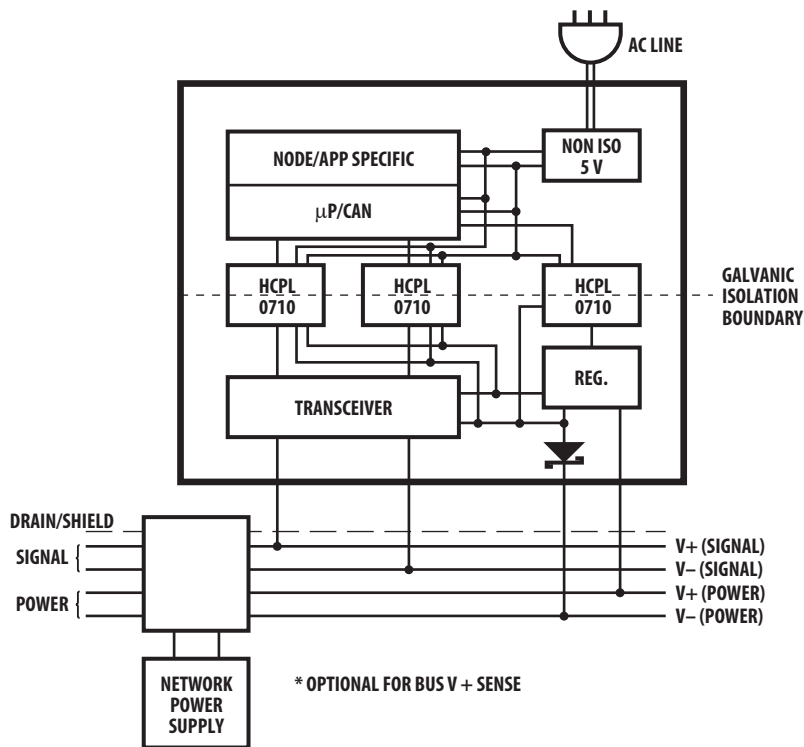 AC LINE
NON ISO
5 V
NODE/APP SPECIFIC
μP/CAN
HCPL
0710
HCPL
0710
HCPL
0710
GALVANIC
ISOLATION
BOUNDARY
REG.
TRANSCEIVER
DRAIN/SHIELD
SIGNAL
POWER
V+ (SIGNAL)
V– (SIGNAL)
V+ (POWER)
V– (POWER)
NETWORK
POWER
SUPPLY
* OPTIONAL FOR BUS V + SENSE